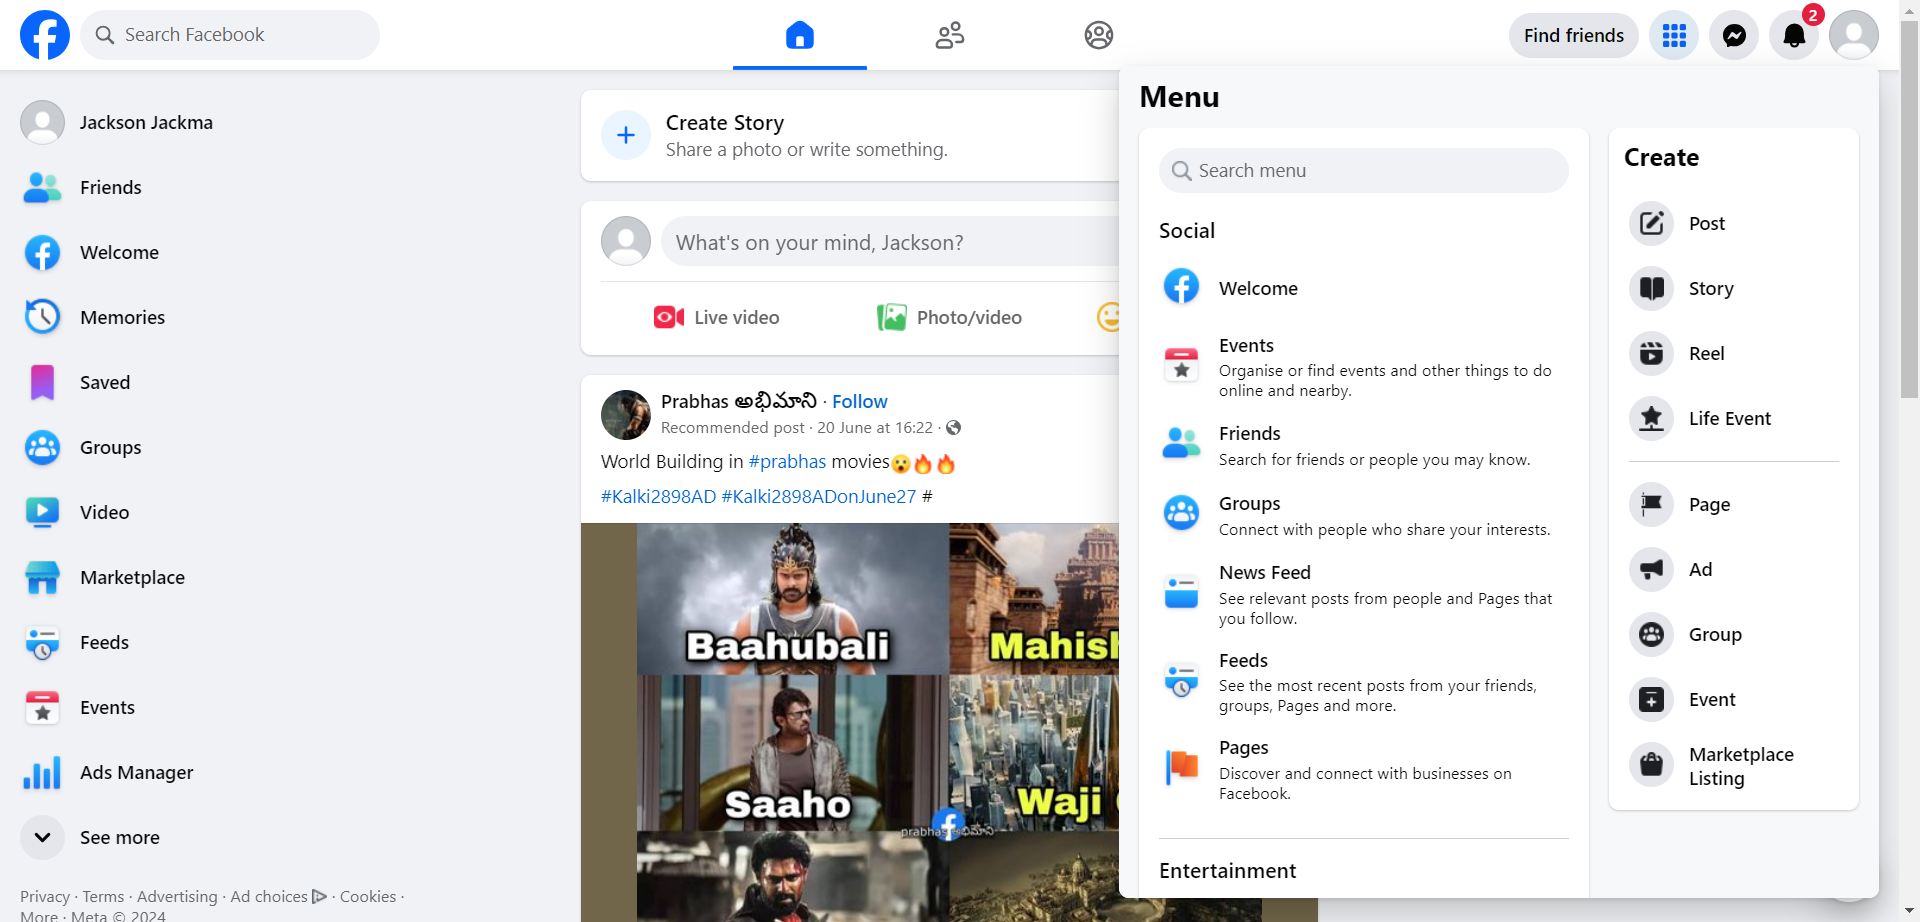 Search Facebook
Find friends
2
Jackson Jackma
Friends
Welcome
Memories
Saved
Groups
Video
Marketplace
Feeds
Events
Ads Manager
See more
Privacy · Terms · Advertising · Ad choices · Cookies ·
More · Meta © 2024
Create Story
Share a photo or write something.
What's on your mind, Jackson?
Live video
Photo/video
Prabhas అభిమాని · Follow
Recommended post · 20 June at 16:22 ·
World Building in #prabhas movies😮🔥🔥
#Kalki2898AD #Kalki2898ADonJune27 #
Baahubali
Mahish
Saaho
Waji
prabhas అభిమాని
Menu
Search menu
Social
Welcome
Events
Organise or find events and other things to do
online and nearby.
Friends
Search for friends or people you may know.
Groups
Connect with people who share your interests.
News Feed
See relevant posts from people and Pages that
you follow.
Feeds
See the most recent posts from your friends,
groups, Pages and more.
Pages
Discover and connect with businesses on
Facebook.
Entertainment
Create
Post
Story
Reel
Life Event
Page
Ad
Group
Event
Marketplace
Listing